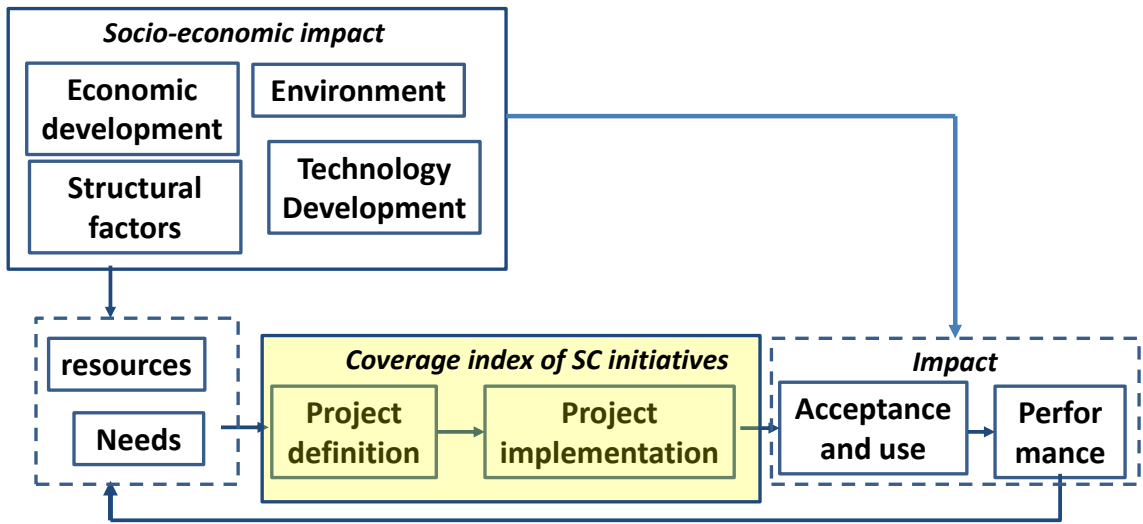 Socio-economic impact
Economic
development
Environment
Structural
factors
Technology
Development
resources
Needs
Coverage index of SC initiatives
Project
definition
Project
implementation
Impact
Acceptance
and use
Perfor
mance